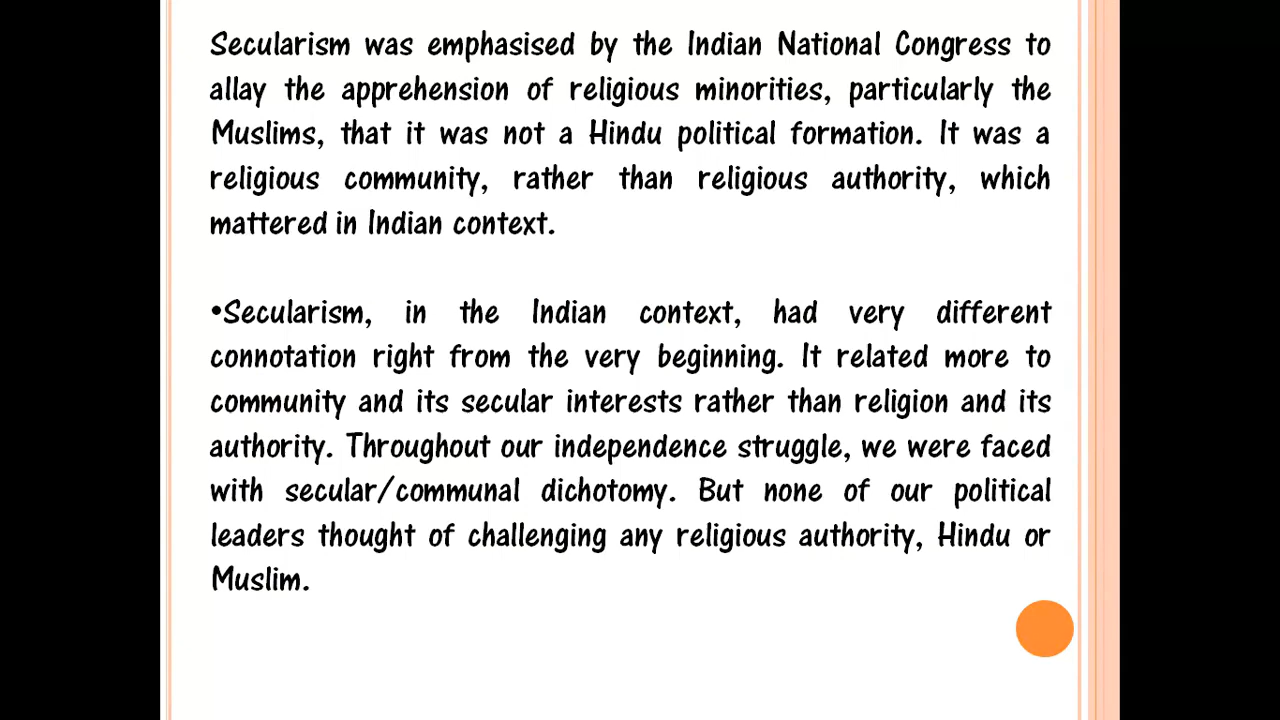 Secularism was emphasised by the Indian National Congress to
allay the apprehension of religious minorities, particularly the
Muslims, that it was not a Hindu political formation. It was a
religious community, rather than religious authority, which
mattered in Indian context.
•Secularism, in the Indian context, had very different
connotation right from the very beginning. It related more to
community and its secular interests rather than religion and its
authority. Throughout our independence struggle, we were faced
with secular/communal dichotomy. But none of our political
leaders thought of challenging any religious authority, Hindu or
Muslim.